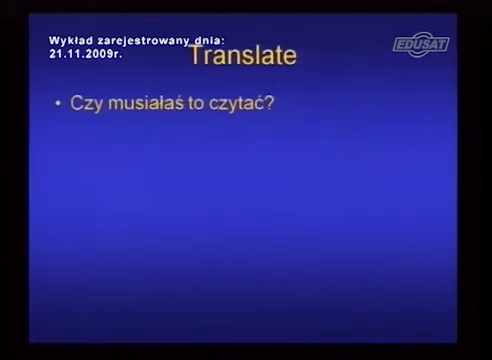 Wykład zarejestrowany dnia:
21.11.2009r.
EDUSAT
Translate
• Czy musiałaś to czytać?